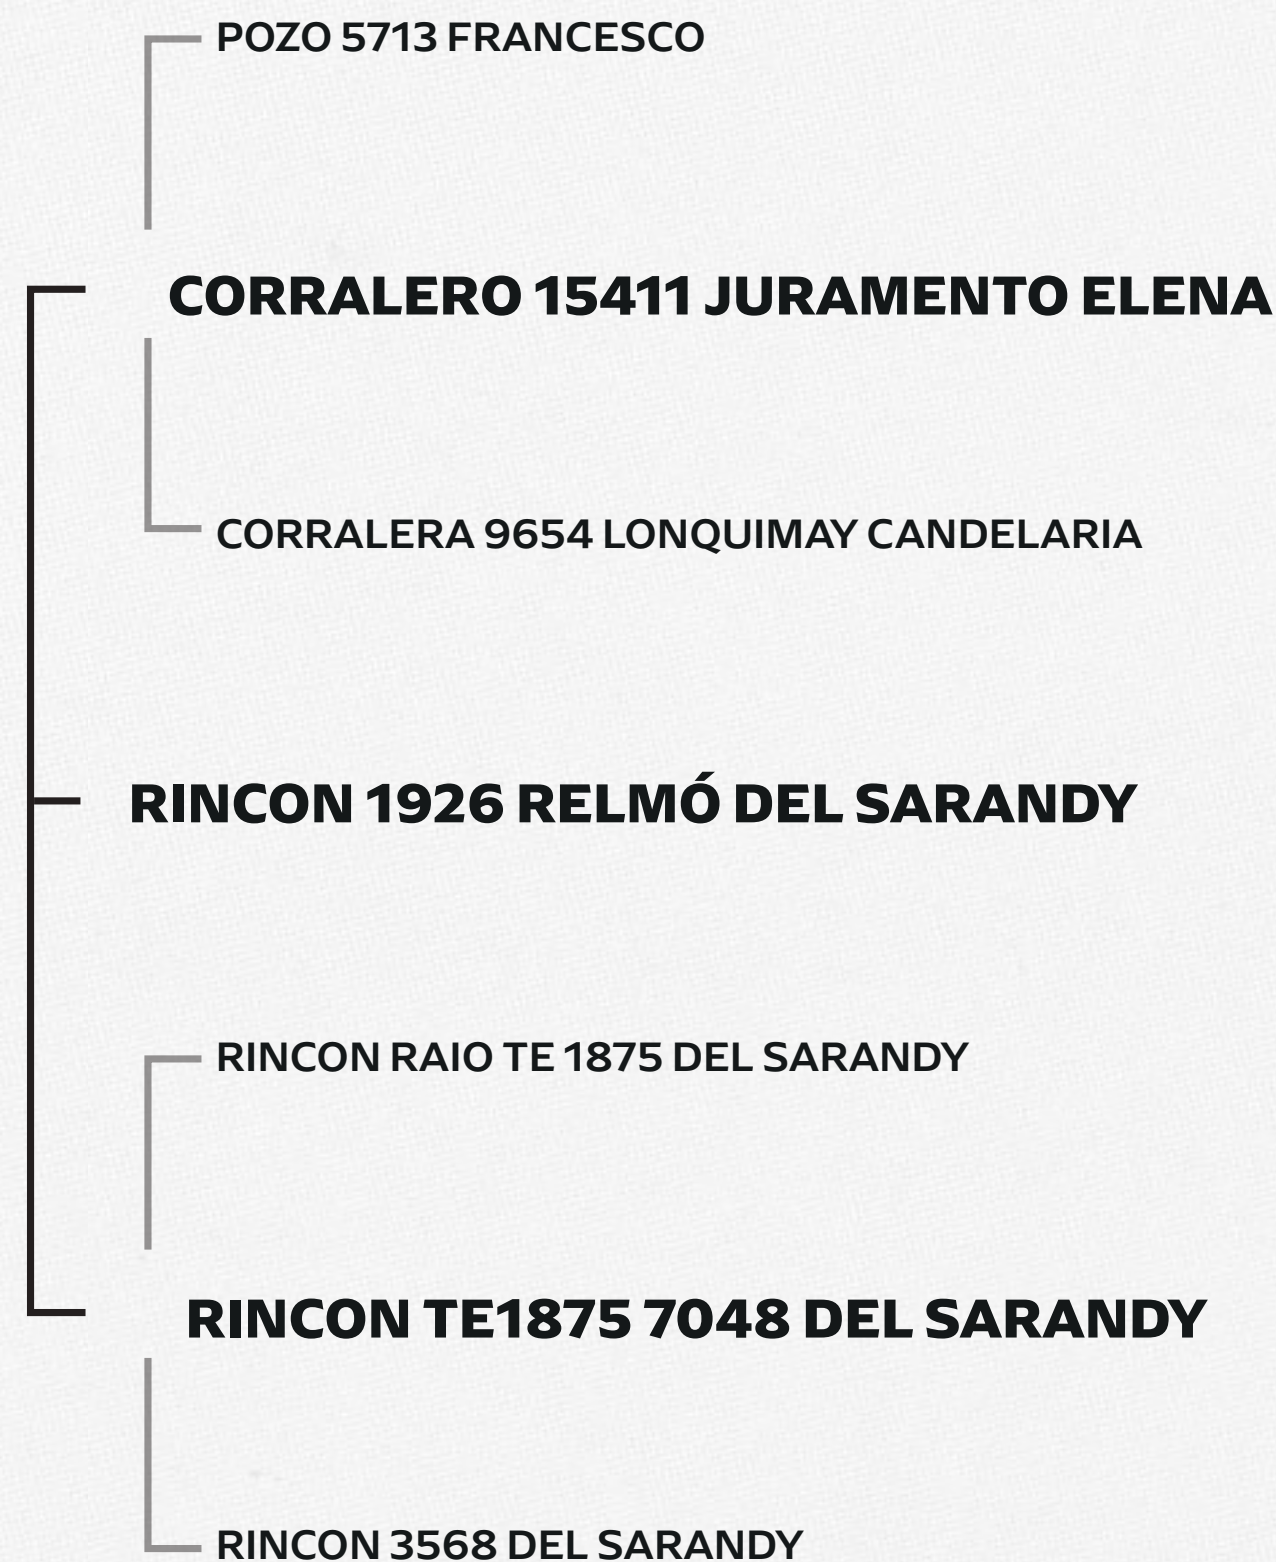 POZO 5713 FRANCESCO
CORRALERO 15411 JURAMENTO ELENA
CORRALERA 9654 LONQUIMAY CANDELARIA
RINCON 1926 RELMÓ DEL SARANDY
RINCON RAIO TE 1875 DEL SARANDY
RINCON TE1875 7048 DEL SARANDY
RINCON 3568 DEL SARANDY